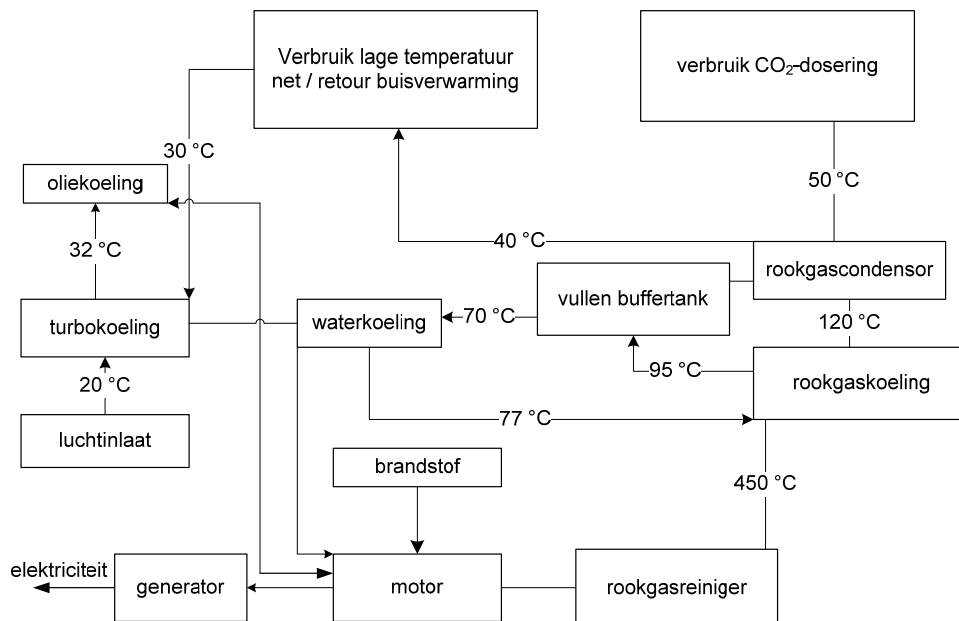 Verbruik lage temperatuur
net / retour buisverwarming
verbruik CO₂-dosering
30 °C
50 °C
oliekoeling
32 °C
40 °C
rookgascondensor
vullen buffertank
turbokoeling
waterkoeling
70 °C
120 °C
20 °C
95 °C
rookgaskoeling
luchtinlaat
77 °C
brandstof
450 °C
elektriciteit
generator
motor
rookgasreiniger